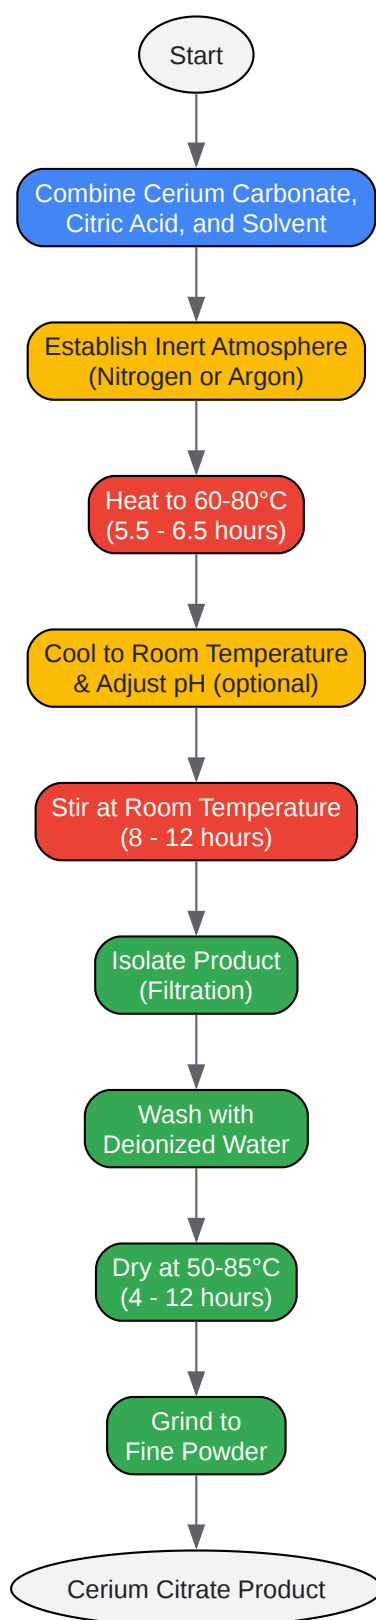 Start
Combine Cerium Carbonate,
Citric Acid, and Solvent
Establish Inert Atmosphere
(Nitrogen or Argon)
Heat to 60-80°C
(5.5 - 6.5 hours)
Cool to Room Temperature
& Adjust pH (optional)
Stir at Room Temperature
(8 - 12 hours)
Isolate Product
(Filtration)
Wash with
Deionized Water
Dry at 50-85°C
(4 - 12 hours)
Grind to
Fine Powder
Cerium Citrate Product